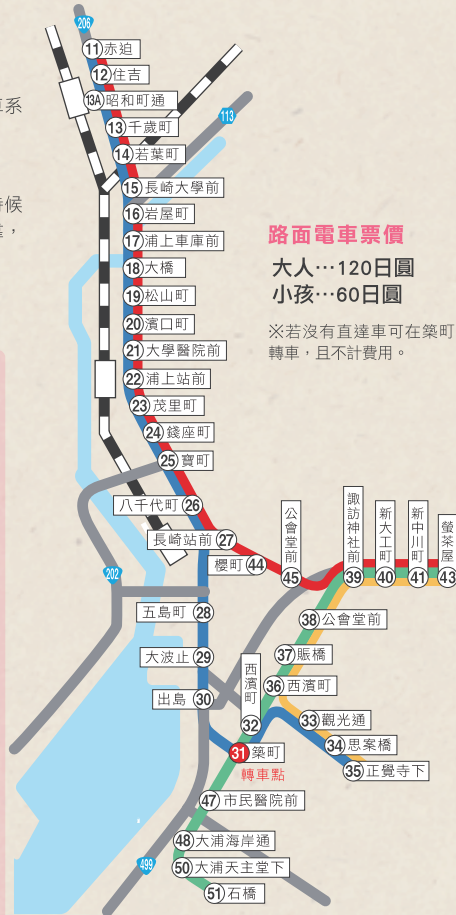 206
11 赤迫
12 住吉
13A 昭和町通
13 千歲町
113
14 若葉町
15 長崎大學前
16 岩屋町
17 浦上車庫前
18 大橋
19 松山町
20 濱口町
21 大學醫院前
22 浦上站前
23 茂里町
24 錢座町
25 寶町
八千代町 26
長崎站前 27
櫻町 44
公會堂前 45
諏訪神社前 39
新大工町 40
新中川町 41
螢茶屋 43
202
五島町 28
大波止 29
出島 30
38 公會堂前
37 賑橋
36 西濱町
西濱町 32
33 觀光通
34 思案橋
35 正覺寺下
31 築町
轉車點
47 市民醫院前
48 大浦海岸通
50 大浦天主堂下
51 石橋
499
路面電車票價
大人…120日圓
小孩…60日圓
※若沒有直達車可在築町
轉車，且不計費用。
系
候
，